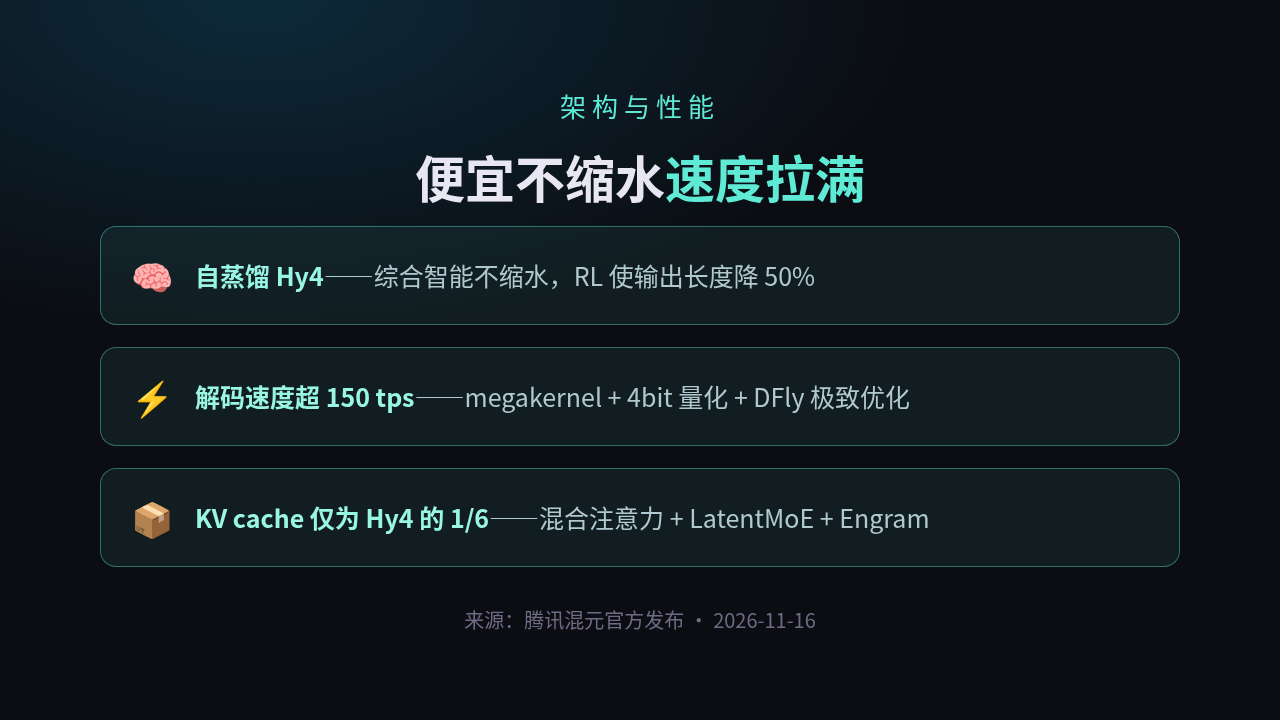 架构与性能
便宜不缩水速度拉满
自蒸馏 Hy4——综合智能不缩水，RL 使输出长度降 50%
解码速度超 150 tps——megakernel + 4bit 量化 + DFly 极致优化
KV cache 仅为 Hy4 的 1/6——混合注意力 + LatentMoE + Engram
来源：腾讯混元官方发布 · 2026-11-16